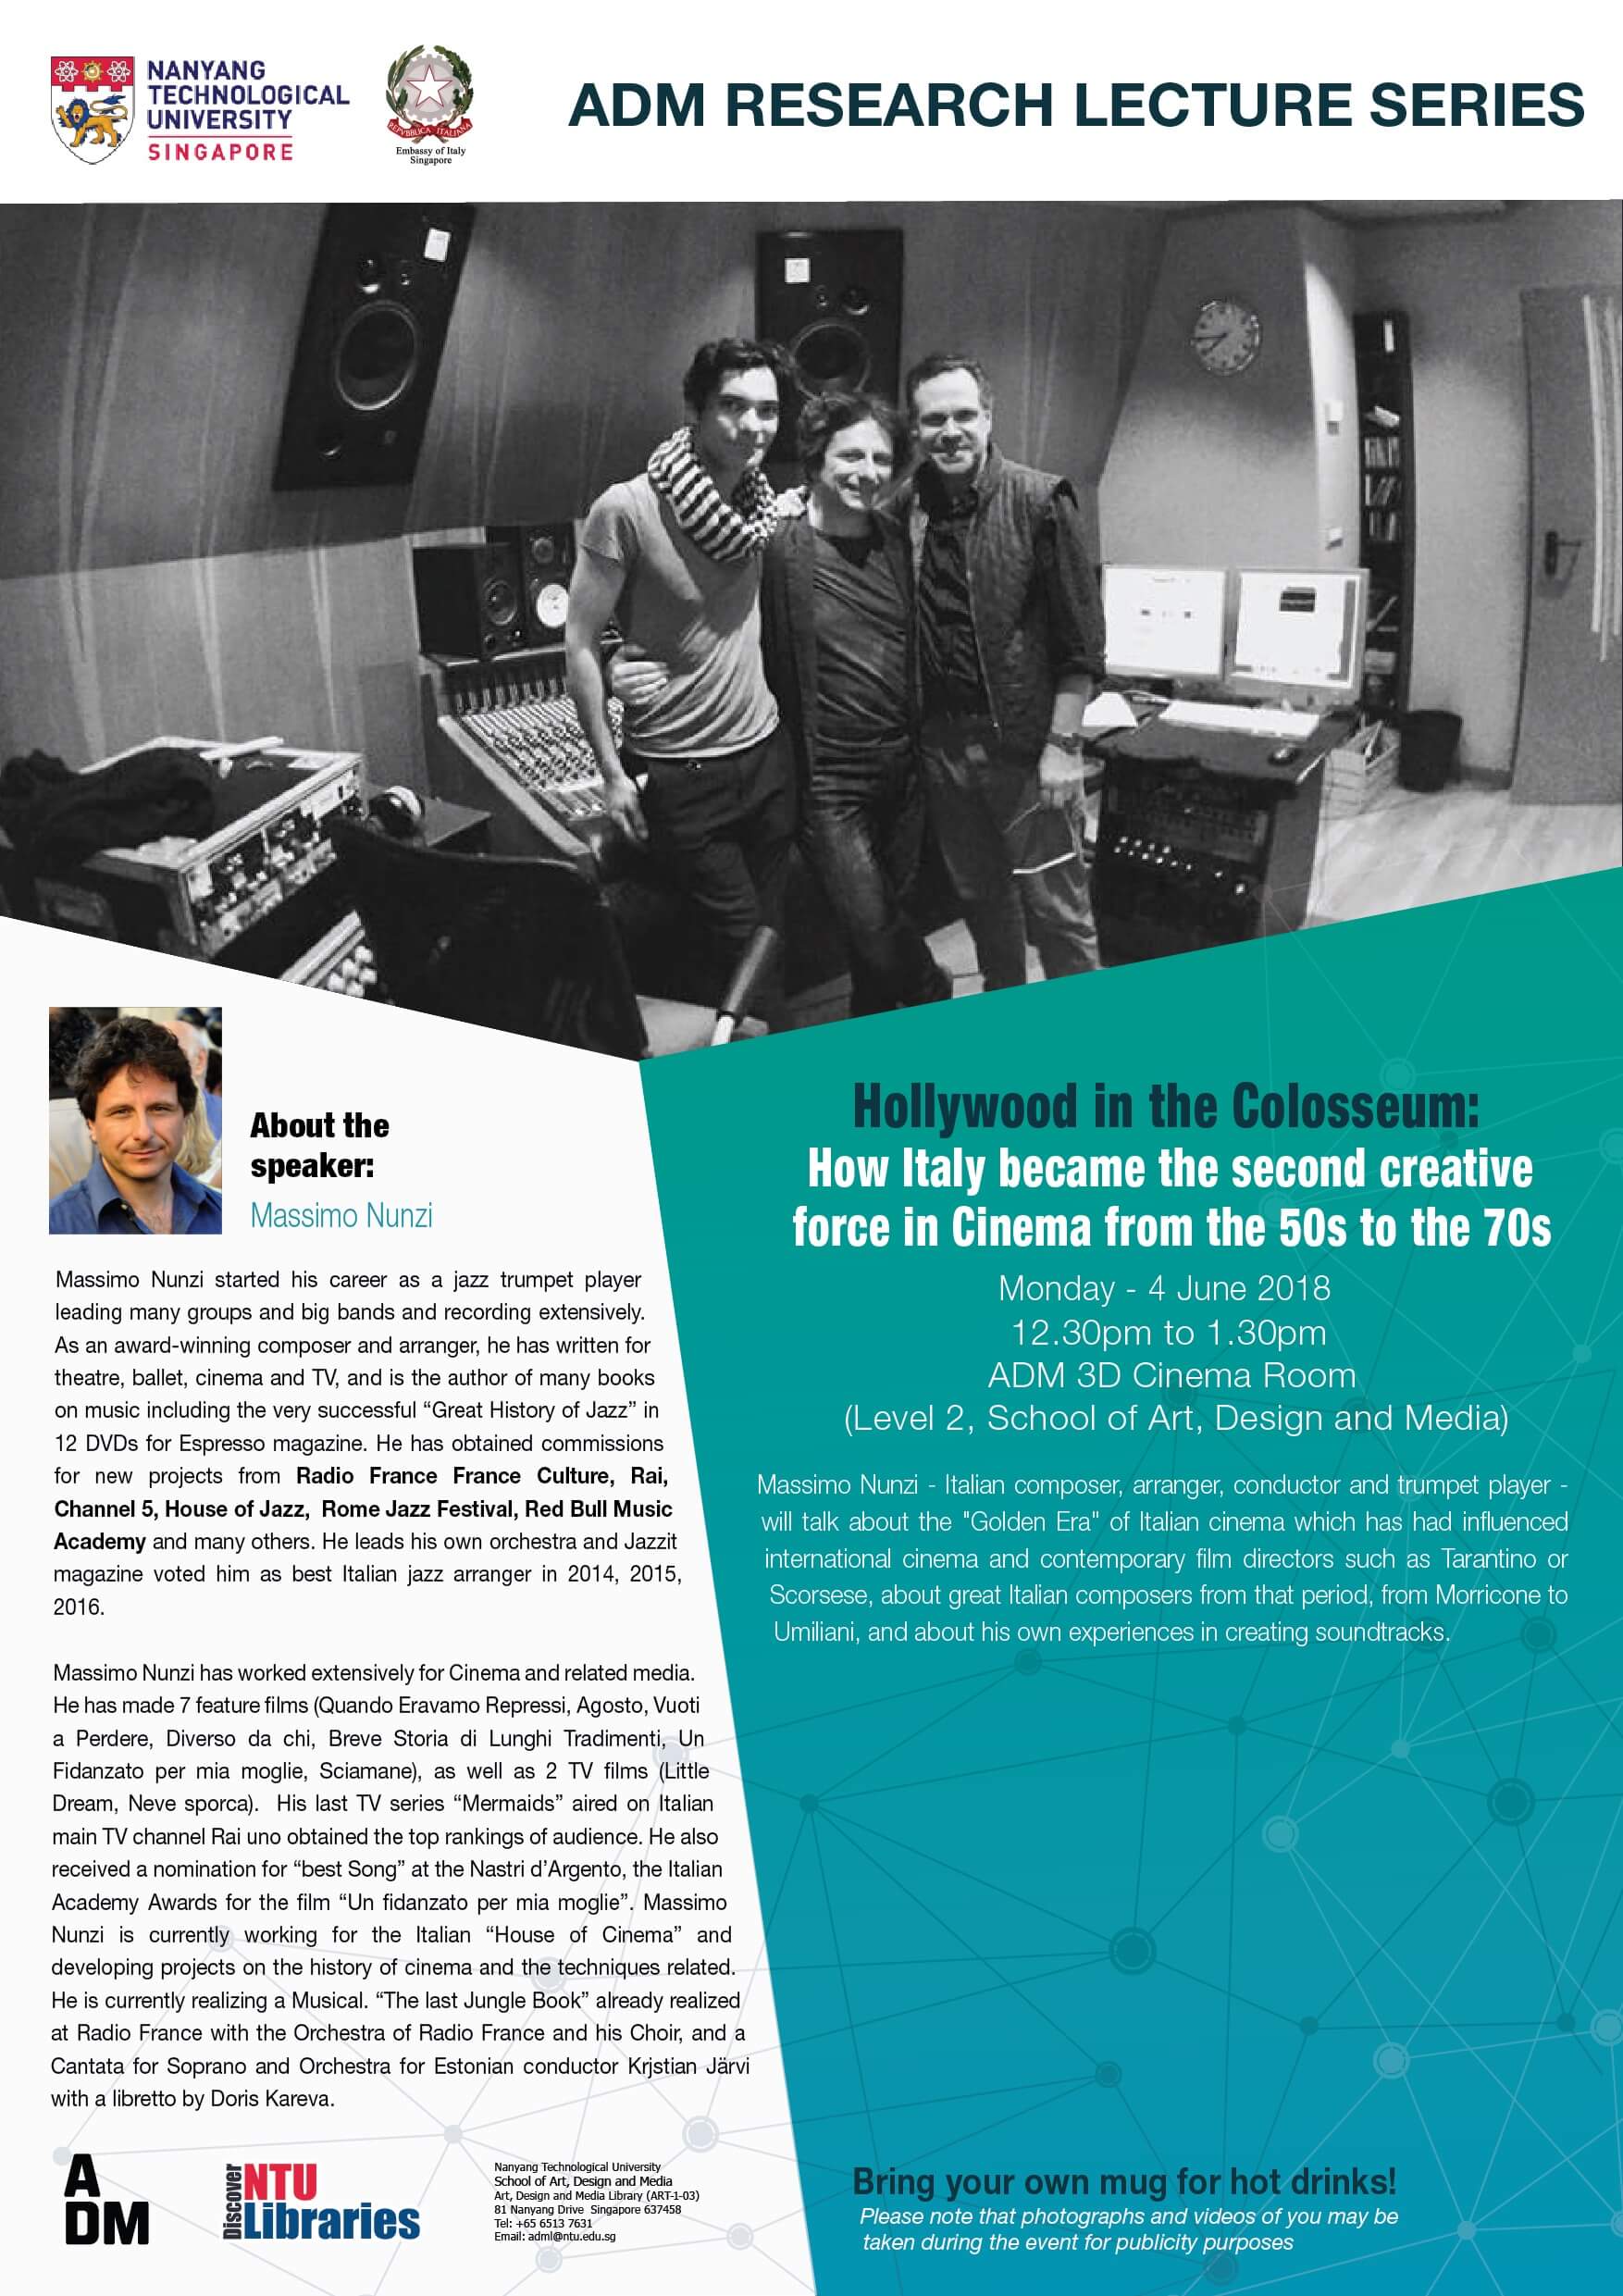 NANYANG
TECHNOLOGICAL
UNIVERSITY
SINGAPORE
REPVBBLICA ITALIANA
Embassy of Italy
Singapore
ADM RESEARCH LECTURE SERIES
About the
speaker:
Massimo Nunzi
Massimo Nunzi started his career as a jazz trumpet player
leading many groups and big bands and recording extensively.
As an award-winning composer and arranger, he has written for
theatre, ballet, cinema and TV, and is the author of many books
on music including the very successful “Great History of Jazz” in
12 DVDs for Espresso magazine. He has obtained commissions
for new projects from Radio France France Culture, Rai,
Channel 5, House of Jazz, Rome Jazz Festival, Red Bull Music
Academy and many others. He leads his own orchestra and Jazzit
magazine voted him as best Italian jazz arranger in 2014, 2015,
2016.
Massimo Nunzi has worked extensively for Cinema and related media.
He has made 7 feature films (Quando Eravamo Repressi, Agosto, Vuoti
a Perdere, Diverso da chi, Breve Storia di Lunghi Tradimenti, Un
Fidanzato per mia moglie, Sciamane), as well as 2 TV films (Little
Dream, Neve sporca). His last TV series “Mermaids” aired on Italian
main TV channel Rai uno obtained the top rankings of audience. He also
received a nomination for “best Song” at the Nastri d’Argento, the Italian
Academy Awards for the film “Un fidanzato per mia moglie”. Massimo
Nunzi is currently working for the Italian “House of Cinema” and
developing projects on the history of cinema and the techniques related.
He is currently realizing a Musical. “The last Jungle Book” already realized
at Radio France with the Orchestra of Radio France and his Choir, and a
Cantata for Soprano and Orchestra for Estonian conductor Krjstian Järvi
with a libretto by Doris Kareva.
Hollywood in the Colosseum:
How Italy became the second creative
force in Cinema from the 50s to the 70s
Monday - 4 June 2018
12.30pm to 1.30pm
ADM 3D Cinema Room
(Level 2, School of Art, Design and Media)
Massimo Nunzi - Italian composer, arranger, conductor and trumpet player -
will talk about the "Golden Era" of Italian cinema which has had influenced
international cinema and contemporary film directors such as Tarantino or
Scorsese, about great Italian composers from that period, from Morricone to
Umiliani, and about his own experiences in creating soundtracks.
A
DM
Discover
NTU
Libraries
Nanyang Technological University
School of Art, Design and Media
Art, Design and Media Library (ART-1-03)
81 Nanyang Drive Singapore 637458
Tel: +65 6513 7631
Email: adml@ntu.edu.sg
Bring your own mug for hot drinks!
Please note that photographs and videos of you may be
taken during the event for publicity purposes